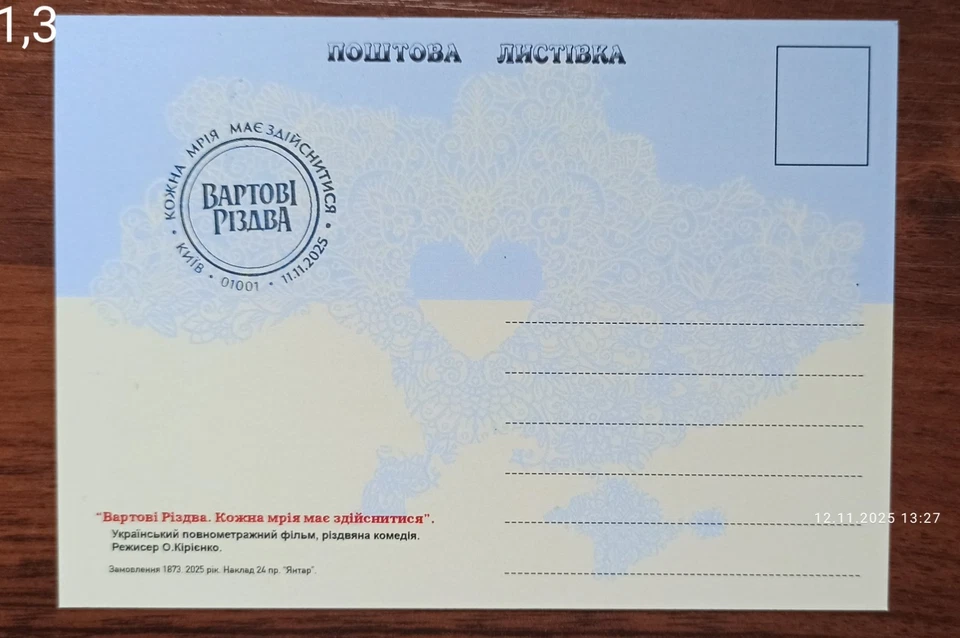 1,3
ПОШТОВА ЛИСТІВКА
КОЖНА МРІЯ МАЄ ЗДІЙСНИТИСЯ
ВАРТОВІ
РІЗДВА
• КИЇВ • 01001 • 11.11.2025 •
"Вартові Різдва. Кожна мрія має здійснитися".
Український повнометражний фільм, різдвяна комедія.
Режисер О.Кірієнко.
Замовлення 1873. 2025 рік. Наклад 24 пр. "Янтар".
12.11.2025 13:27